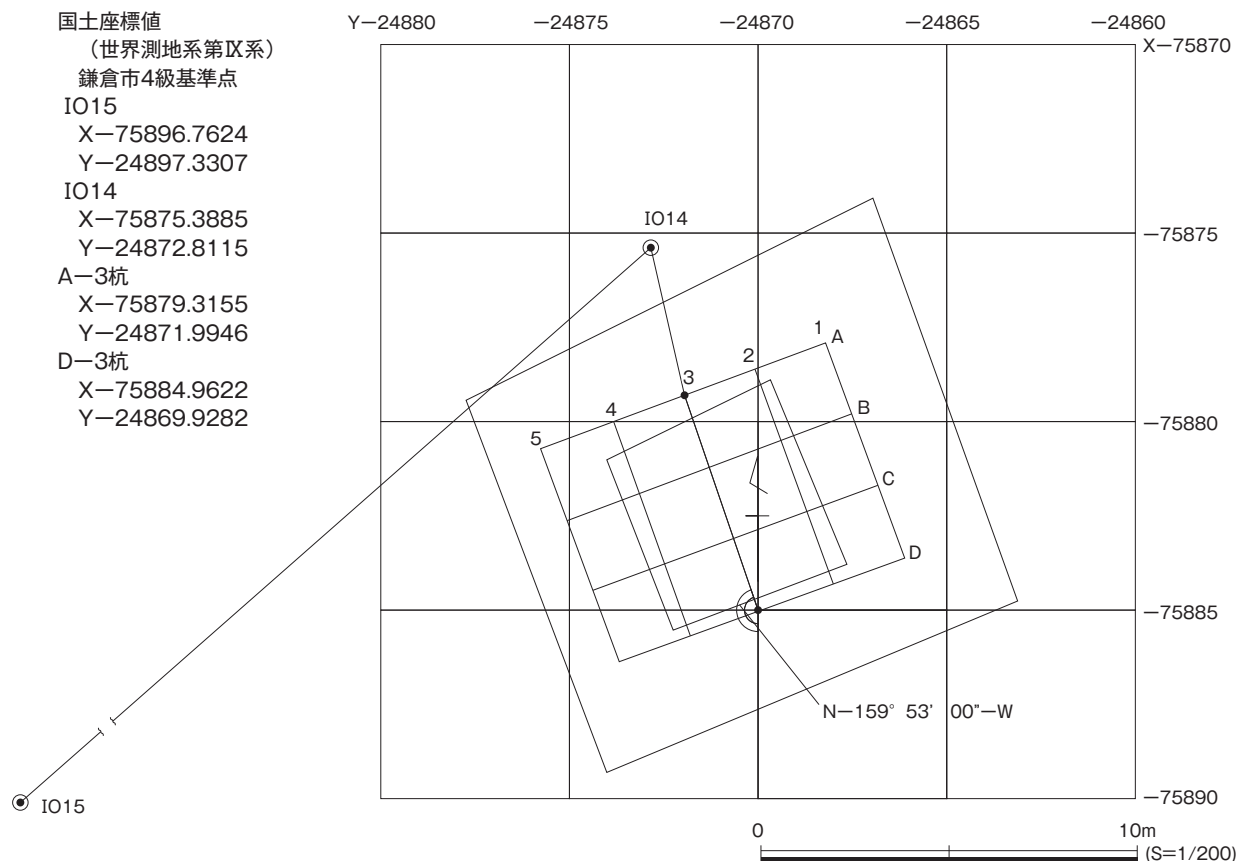 国土座標値
（世界測地系第Ⅸ系）
鎌倉市4級基準点
IO15
X－75896.7624
Y－24897.3307
IO14
X－75875.3885
Y－24872.8115
A－3杭
X－75879.3155
Y－24871.9946
D－3杭
X－75884.9622
Y－24869.9282
Y－24880 －24875 －24870 －24865 －24860
X－75870
IO14
－75875
1
A
2
3
B
4
－75880
5
C
D
－75885
N－159° 53′ 00″－W
－75890
IO15
0 10m
(S=1/200)